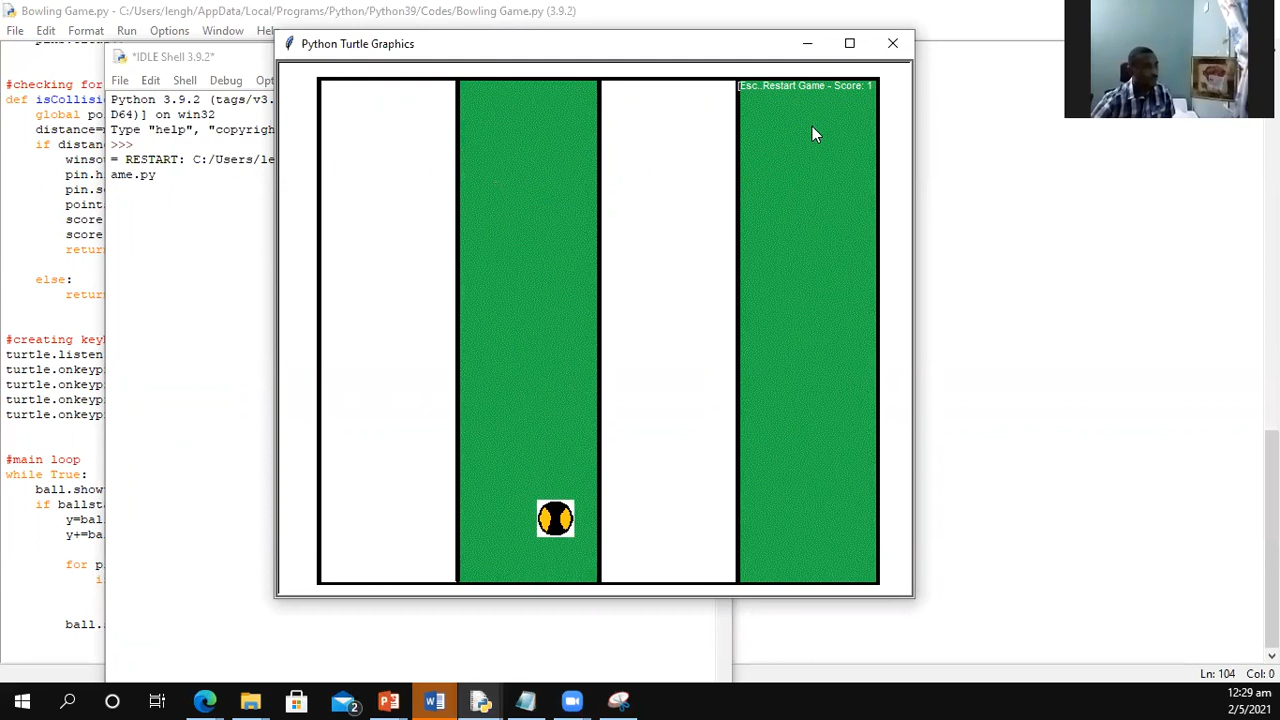 Bowling Game.py - C:/Users/lengh/AppData/Local/Programs/Python/Python39/Codes/Bowling Game.py (3.9.2)
File Edit Format Run Options Window
#checking for
def isCollisi
global po
distance=
if distan
winso
pin.h
pin.s
point
score
score
retur
else:
retur
#creating key
turtle.listen
turtle.onkeyp
turtle.onkeyp
turtle.onkeyp
#main loop
while True:
ball.show
if ballst
y=bal
y+=ba
for p
i
ball.
*IDLE Shell 3.9.2*
File Edit Shell Debug Opt
Python 3.9.2 (tags/v3.
D64)] on win32
Type "help", "copyrigh
>>>
= RESTART: C:/Users/le
ame.py
Python Turtle Graphics
[Esc..Restart Game - Score: 1
Ln: 104 Col: 0
2
12:29 am
2/5/2021